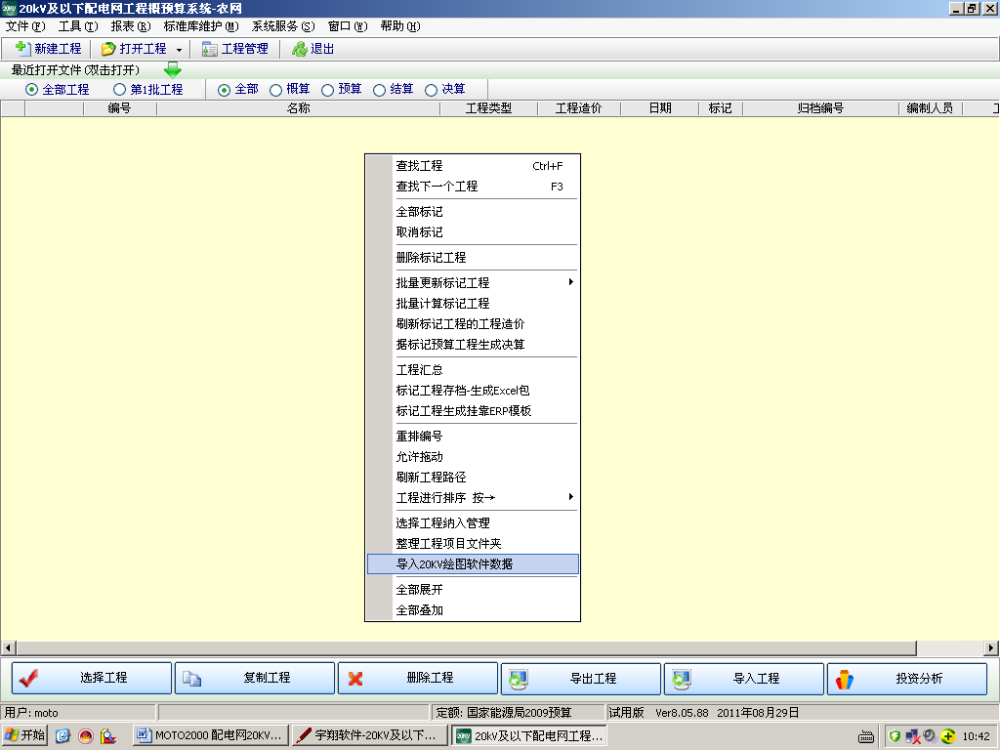 20kV及以下配电网工程概预算系统-农网
文件(F) 工具(T) 报表(R) 标准库维护(M) 系统服务(S) 窗口(W) 帮助(H)
新建工程 打开工程 工程管理 退出
最近打开文件(双击打开)
全部工程 第1批工程 全部 概算 预算 结算 决算
编号 名称 工程类型 工程造价 日期 标记 归档编号 编制人员
查找工程 Ctrl+F
查找下一个工程 F3
全部标记
取消标记
删除标记工程
批量更新标记工程
批量计算标记工程
刷新标记工程的工程造价
据标记预算工程生成决算
工程汇总
标记工程存档-生成Excel包
标记工程生成挂靠ERP模板
重排编号
允许拖动
刷新工程路径
工程进行排序 按→
选择工程纳入管理
整理工程项目文件夹
导入20KV绘图软件数据
全部展开
全部叠加
选择工程 复制工程 删除工程 导出工程 导入工程 投资分析
用户: moto 定额: 国家能源局2009预算 试用版 Ver8.05.88 2011年08月29日
开始 MOTO2000 配电网20KV... 宇翔软件-20KV及以下... 20kV及以下配电网工程... 10:42